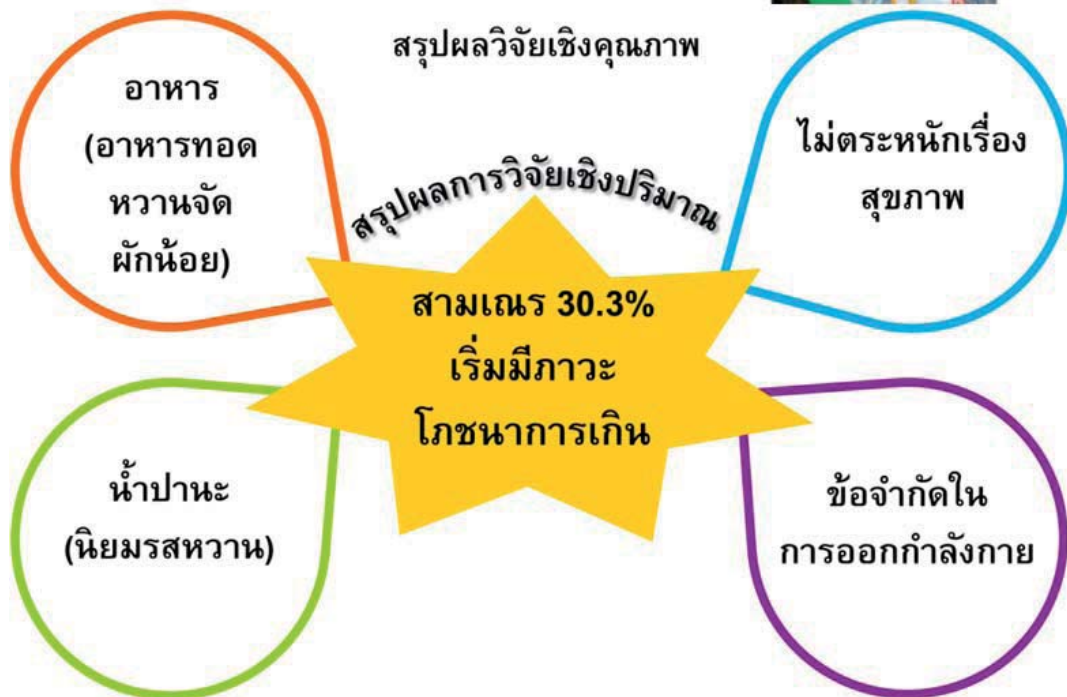 สรุปผลวิจัยเชิงคุณภาพ
อาหาร
(อาหารทอด
หวานจัด
ผักน้อย)
ไม่ตระหนักเรื่อง
สุขภาพ
สรุปผลการวิจัยเชิงปริมาณ
สามเณร 30.3%
เริ่มมีภาวะ
โภชนาการเกิน
น้ำปานะ
(นิยมรสหวาน)
ข้อจำกัดใน
การออกกำลังกาย